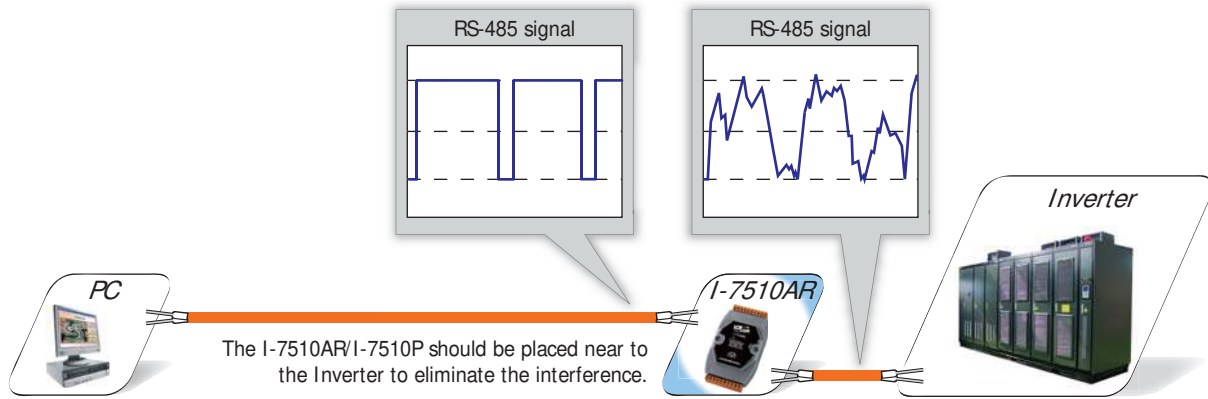 RS-485 signal
RS-485 signal
Inverter
PC
I-7510AR
The I-7510AR/I-7510P should be placed near to
the Inverter to eliminate the interference.